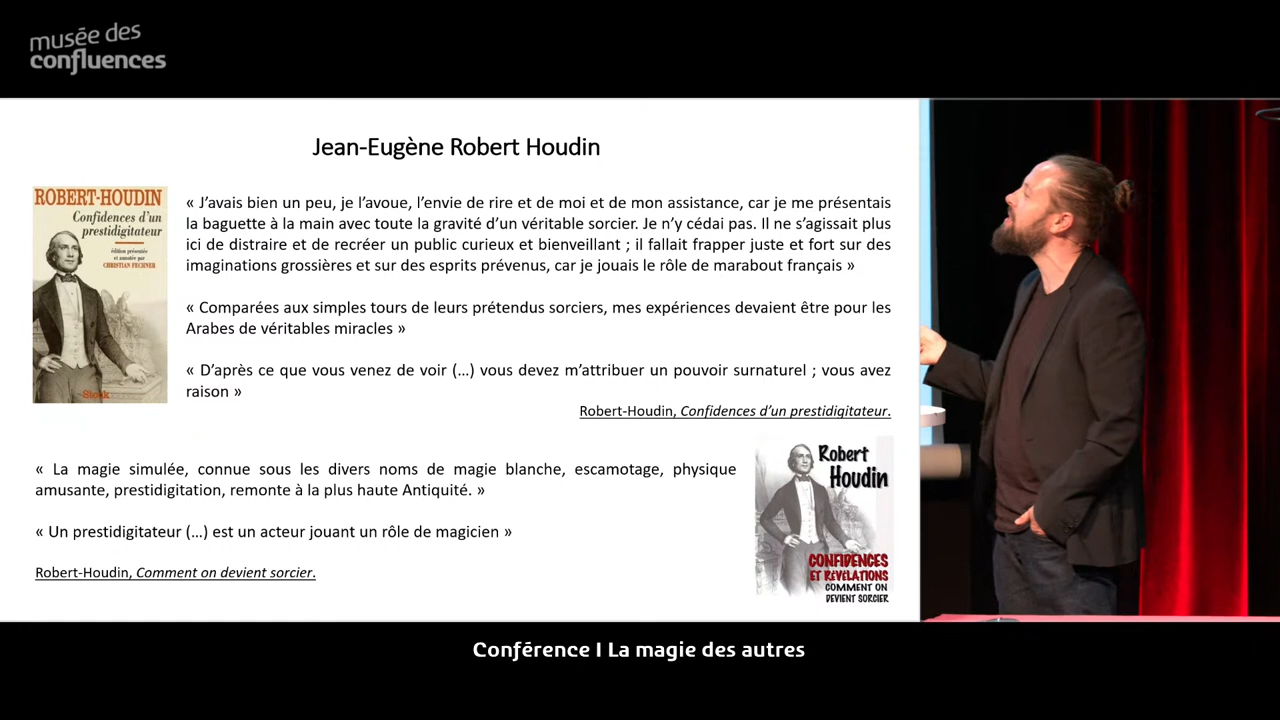 musée des
confluences
Jean-Eugène Robert Houdin
ROBERT-HOUDIN
Confidences d'un
prestidigitateur
édition présentée
et annotée par
CHRISTIAN FECHNER
Stock
« J'avais bien un peu, je l'avoue, l'envie de rire et de moi et de mon assistance, car je me présentais
la baguette à la main avec toute la gravité d'un véritable sorcier. Je n'y cédai pas. Il ne s'agissait plus
ici de distraire et de recréer un public curieux et bienveillant ; il fallait frapper juste et fort sur des
imaginations grossières et sur des esprits prévenus, car je jouais le rôle de marabout français »
« Comparées aux simples tours de leurs prétendus sorciers, mes expériences devaient être pour les
Arabes de véritables miracles »
« D'après ce que vous venez de voir (…) vous devez m'attribuer un pouvoir surnaturel ; vous avez
raison »
Robert-Houdin, Confidences d'un prestidigitateur.
« La magie simulée, connue sous les divers noms de magie blanche, escamotage, physique
amusante, prestidigitation, remonte à la plus haute Antiquité. »
« Un prestidigitateur (…) est un acteur jouant un rôle de magicien »
Robert-Houdin, Comment on devient sorcier.
Robert
Houdin
CONFIDENCES
ET RÉVÉLATIONS
COMMENT ON
DEVIENT SORCIER
Conférence I La magie des autres